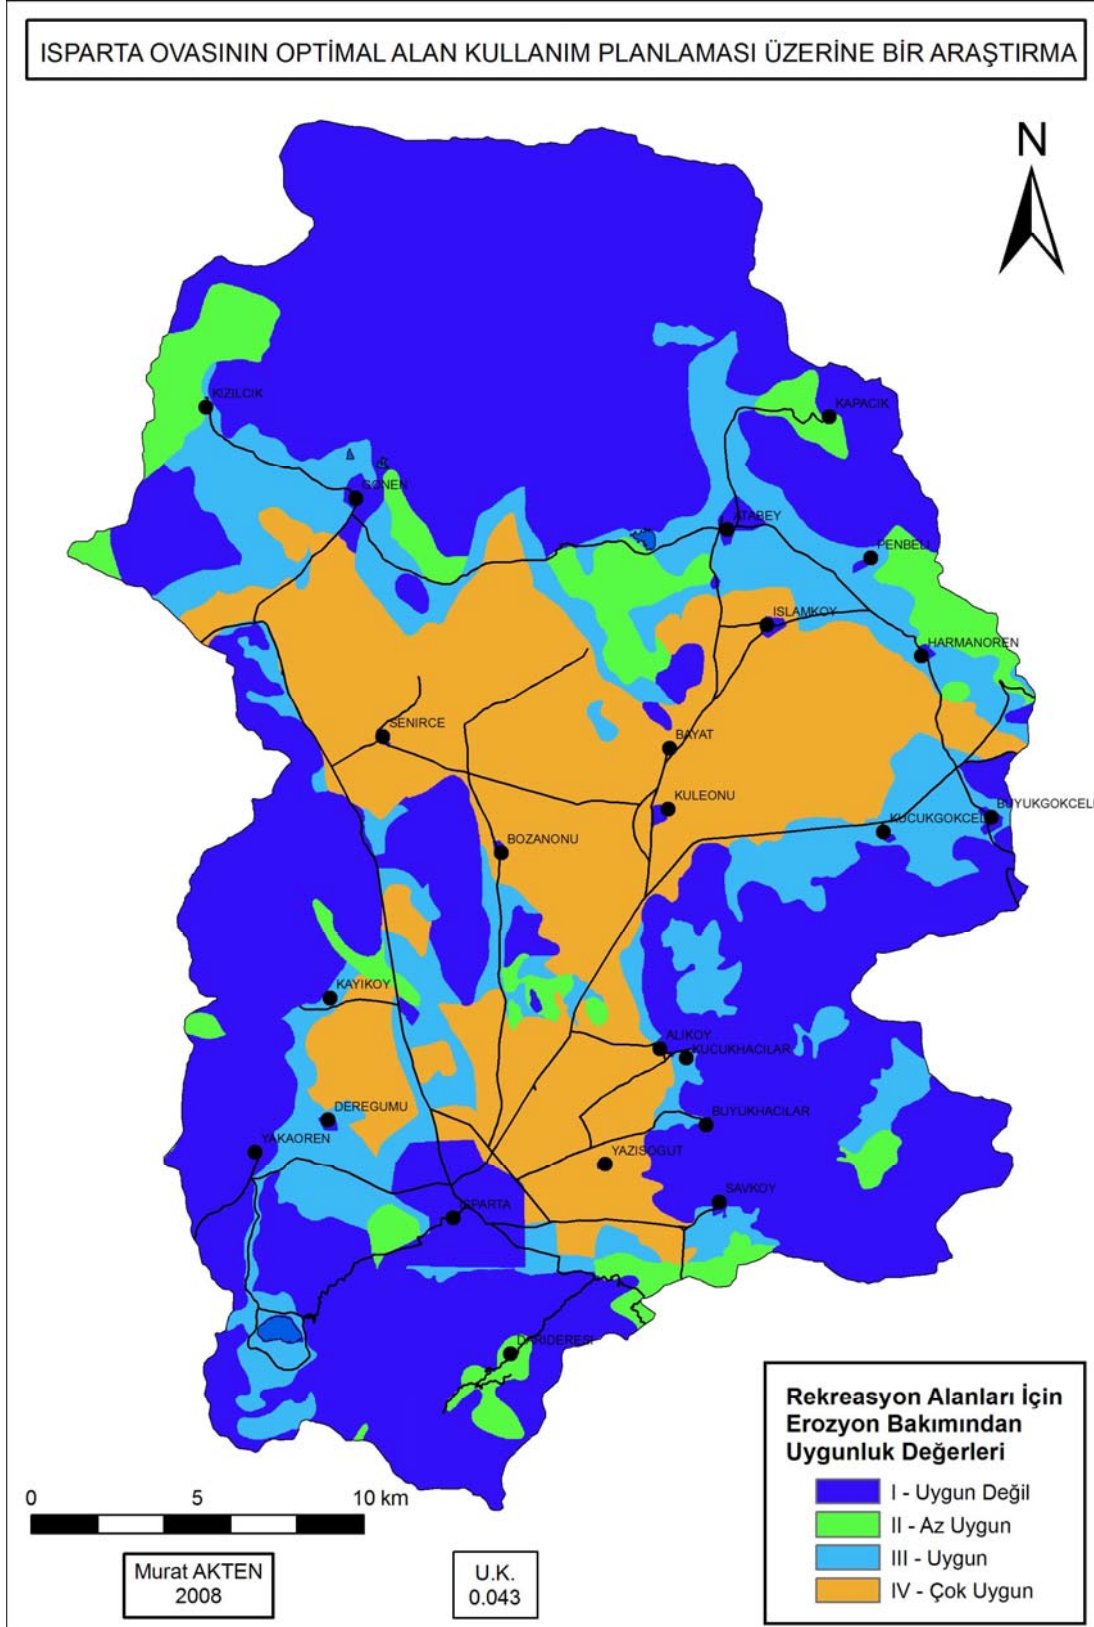 ISPARTA OVASININ OPTİMAL ALAN KULLANIM PLANLAMASI ÜZERİNE BİR ARAŞTIRMA
N
KIZILCIK
KAPACIK
GONEN
ATABEY
PENBELI
ISLAMKOY
HARMANOREN
SENIRCE
BAYAT
KULEONU
BUYUKGOKCELI
KUCUKGOKCELI
BOZANONU
KAYIKOY
ALIKOY
KUCUKHACILAR
DEREGUMU
BUYUKHACILAR
YAKAOREN
YAZISOGUT
SAVKOY
ISPARTA
DARIDERESI
Rekreasyon Alanları İçin
Erozyon Bakımından
Uygunluk Değerleri
I - Uygun Değil
II - Az Uygun
III - Uygun
IV - Çok Uygun
0 5 10 km
Murat AKTEN
2008
U.K.
0.043